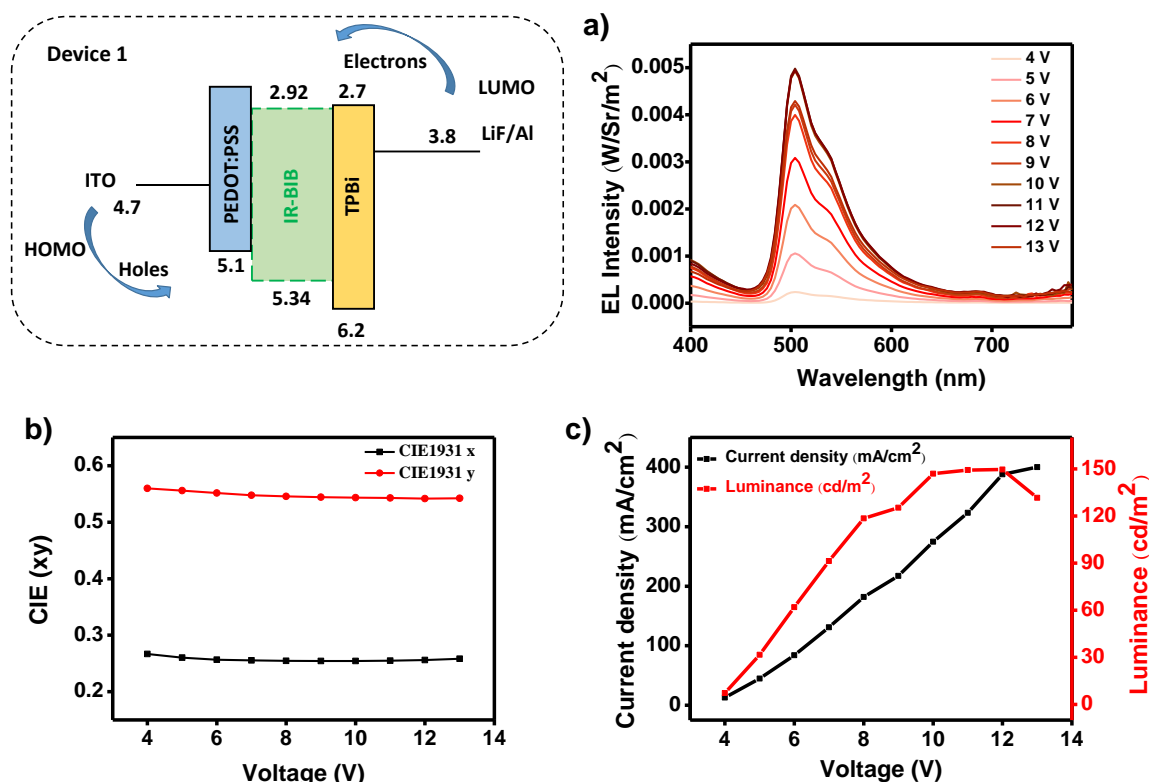 Device 1
Electrons
LUMO
2.92
2.7
LiF/Al
3.8
PEDOT:PSS
IR-BIB
TPBi
ITO
4.7
HOMO
Holes
5.1
5.34
6.2
a)
EL Intensity (W/Sr/m²)
0.005
0.004
0.003
0.002
0.001
0.000
4 V
5 V
6 V
7 V
8 V
9 V
10 V
11 V
12 V
13 V
400 500 600 700
Wavelength (nm)
b)
CIE (xy)
0.6
0.5
0.4
0.3
0.2
CIE1931 x
CIE1931 y
4 6 8 10 12 14
Voltage (V)
c)
Current density (mA/cm²)
400
300
200
100
0
Current density (mA/cm²)
Luminance (cd/m²)
150
120
90
60
30
0
Luminance (cd/m²)
4 6 8 10 12 14
Voltage (V)